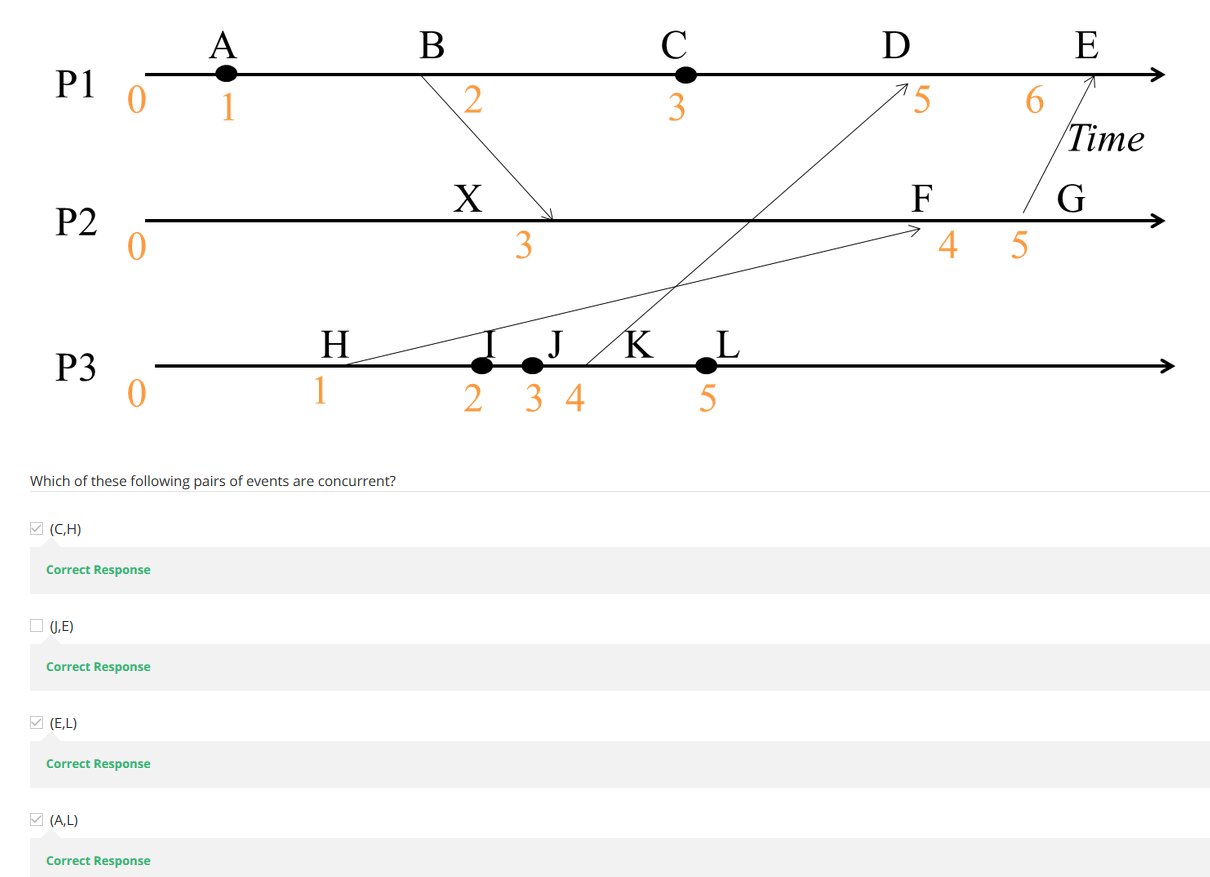 A B C D E
P1 0 1 2 3 5 6
Time
X F G
P2 0 3 4 5
H I J K L
P3 0 1 2 3 4 5
Which of these following pairs of events are concurrent?
(C,H)
Correct Response
(J,E)
Correct Response
(E,L)
Correct Response
(A,L)
Correct Response